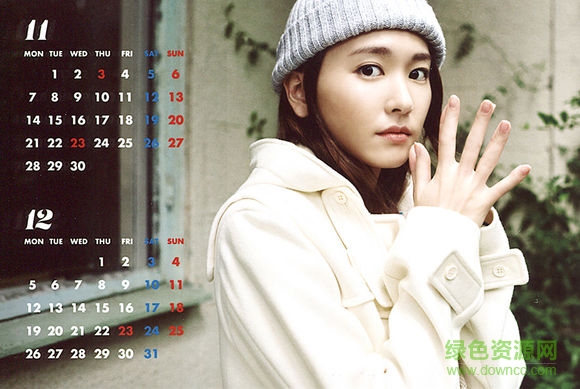 11
MON TUE WED THU FRI SAT SUN
1 2 3 4 5 6
7 8 9 10 11 12 13
14 15 16 17 18 19 20
21 22 23 24 25 26 27
28 29 30
12
MON TUE WED THU FRI SAT SUN
1 2 3 4
5 6 7 8 9 10 11
12 13 14 15 16 17 18
19 20 21 22 23 24 25
26 27 28 29 30 31
绿色资源网
www.downcc.com